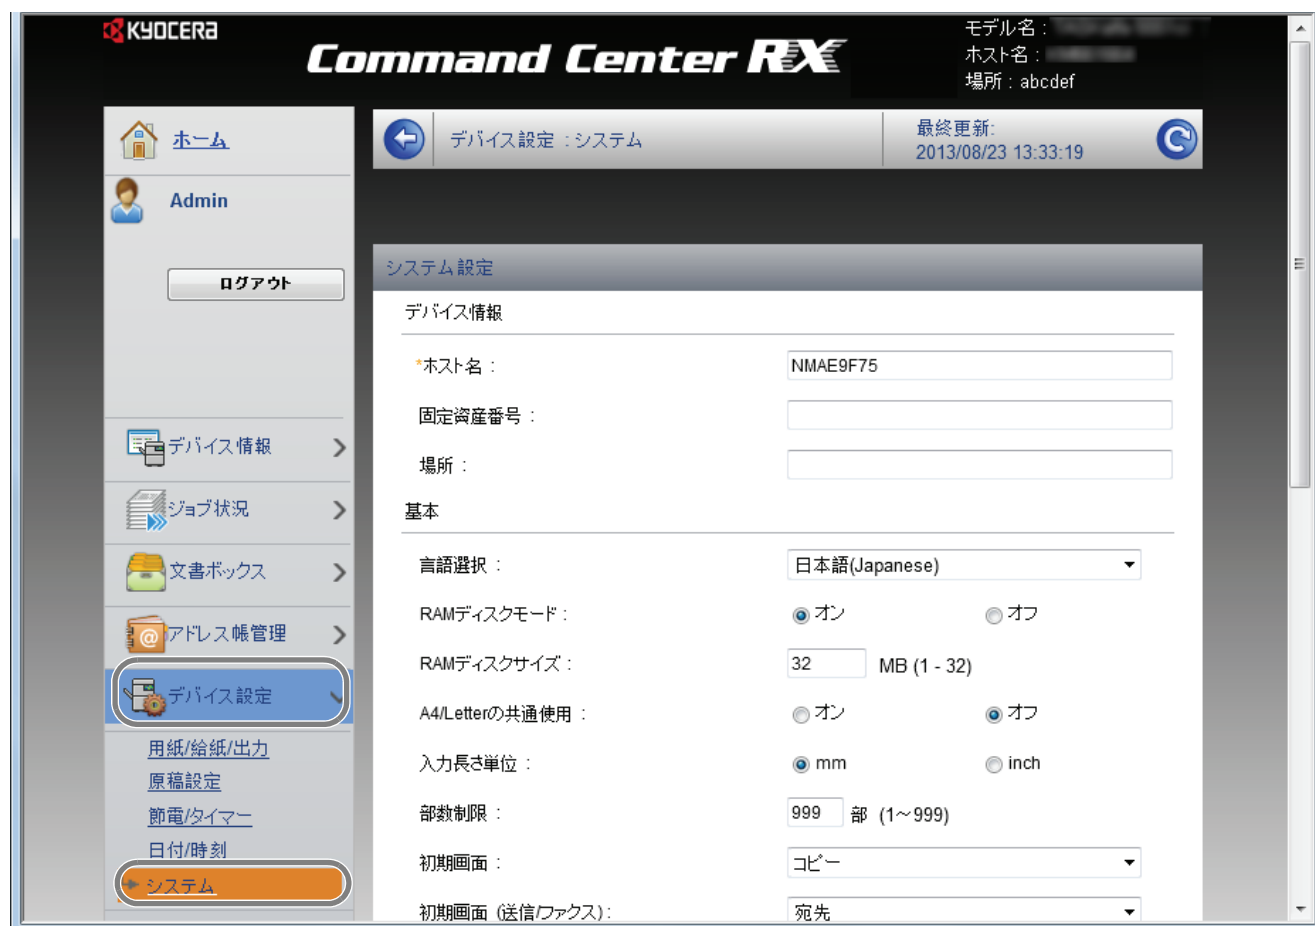 KYOCERA
Command Center RX
モデル名 :
ホスト名 :
場所 : abcdef
ホーム
Admin
ログアウト
デバイス情報
ジョブ状況
文書ボックス
アドレス帳管理
デバイス設定
用紙/給紙/出力
原稿設定
節電/タイマー
日付/時刻
システム
デバイス設定 : システム
最終更新:
2013/08/23 13:33:19
システム設定
デバイス情報
*ホスト名 : NMAE9F75
固定資産番号 :
場所 :
基本
言語選択 : 日本語(Japanese)
RAMディスクモード : オン オフ
RAMディスクサイズ : 32 MB (1 - 32)
A4/Letterの共通使用 : オン オフ
入力長さ単位 : mm inch
部数制限 : 999 部 (1～999)
初期画面 : コピー
初期画面 (送信/ファクス) : 宛先